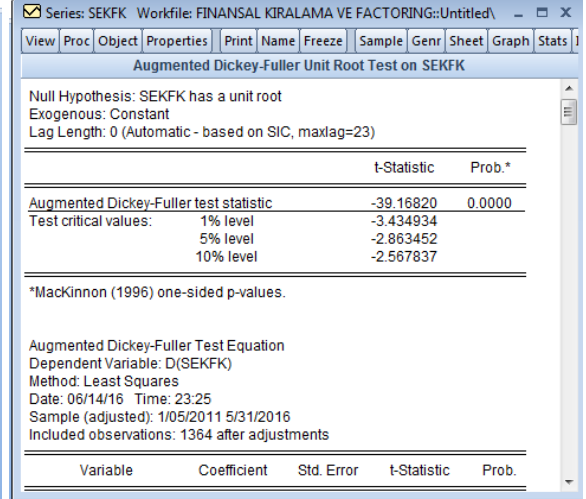 Series: SEKFK Workfile: FINANSAL KIRALAMA VE FACTORING::Untitled\
View Proc Object Properties Print Name Freeze Sample Genr Sheet Graph Stats
Augmented Dickey-Fuller Unit Root Test on SEKFK
Null Hypothesis: SEKFK has a unit root
Exogenous: Constant
Lag Length: 0 (Automatic - based on SIC, maxlag=23)
t-Statistic Prob.*
Augmented Dickey-Fuller test statistic -39.16820 0.0000
Test critical values: 1% level -3.434934
5% level -2.863452
10% level -2.567837
*MacKinnon (1996) one-sided p-values.
Augmented Dickey-Fuller Test Equation
Dependent Variable: D(SEKFK)
Method: Least Squares
Date: 06/14/16 Time: 23:25
Sample (adjusted): 1/05/2011 5/31/2016
Included observations: 1364 after adjustments
Variable Coefficient Std. Error t-Statistic Prob.